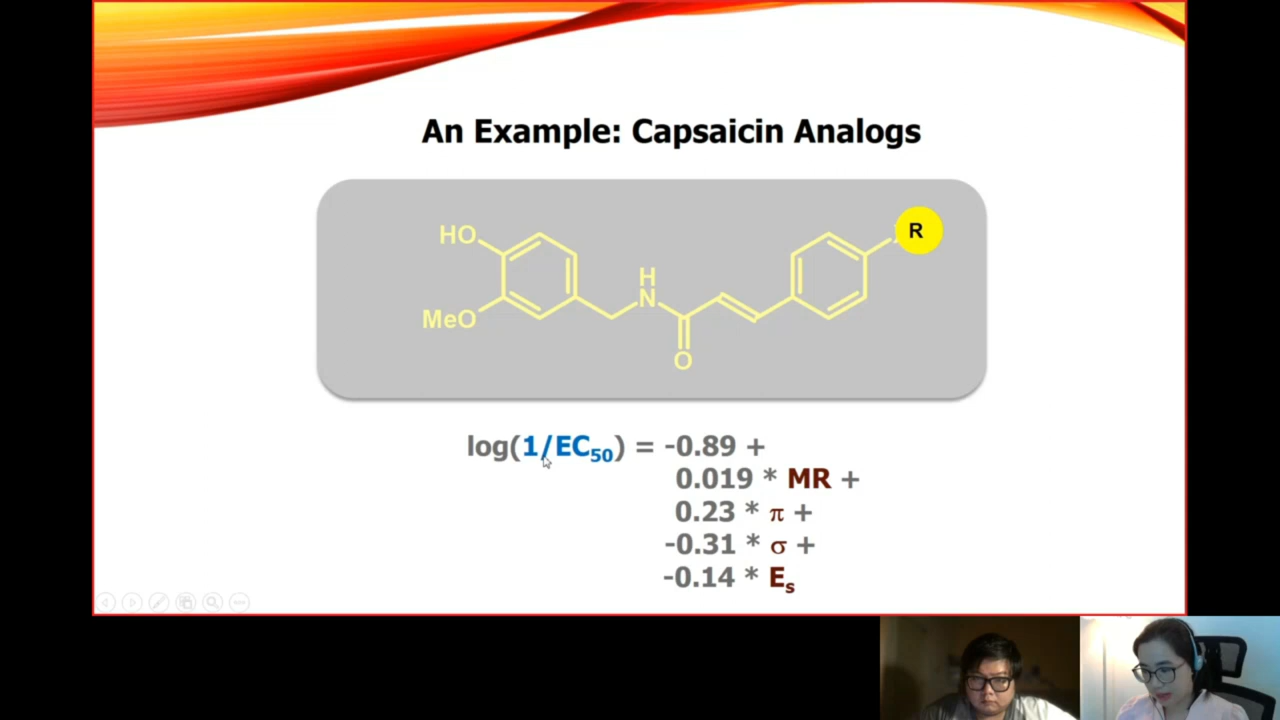 An Example: Capsaicin Analogs
HO
R
H
N
MeO
O
log(1/EC50) = -0.89 +
0.019 * MR +
0.23 * π +
-0.31 * σ +
-0.14 * Es